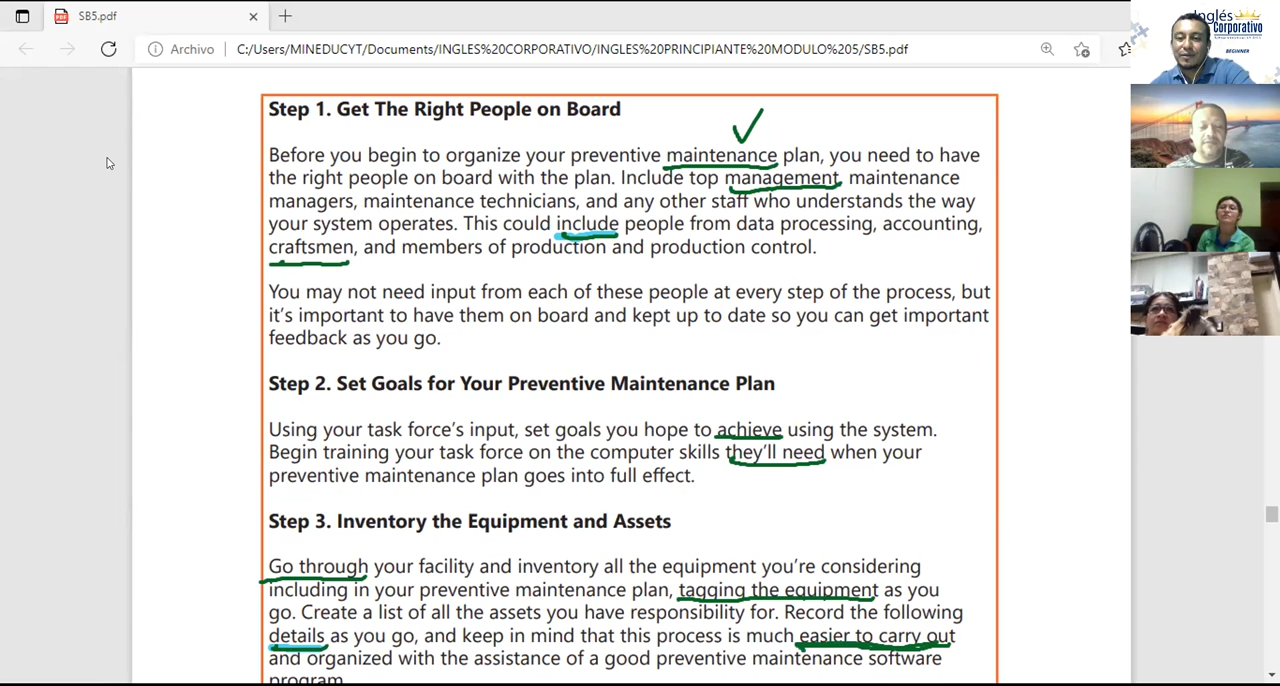 SB5.pdf
Archivo
C:/Users/MINEDUCYT/Documents/INGLES%20CORPORATIVO/INGLES%20PRINCIPIANTE%20MODULO%205/SB5.pdf
Inglés
Corporativo
BEGINNER
Step 1. Get The Right People on Board
Before you begin to organize your preventive maintenance plan, you need to have
the right people on board with the plan. Include top management, maintenance
managers, maintenance technicians, and any other staff who understands the way
your system operates. This could include people from data processing, accounting,
craftsmen, and members of production and production control.
You may not need input from each of these people at every step of the process, but
it's important to have them on board and kept up to date so you can get important
feedback as you go.
Step 2. Set Goals for Your Preventive Maintenance Plan
Using your task force's input, set goals you hope to achieve using the system.
Begin training your task force on the computer skills they'll need when your
preventive maintenance plan goes into full effect.
Step 3. Inventory the Equipment and Assets
Go through your facility and inventory all the equipment you're considering
including in your preventive maintenance plan, tagging the equipment as you
go. Create a list of all the assets you have responsibility for. Record the following
details as you go, and keep in mind that this process is much easier to carry out
and organized with the assistance of a good preventive maintenance software
program.